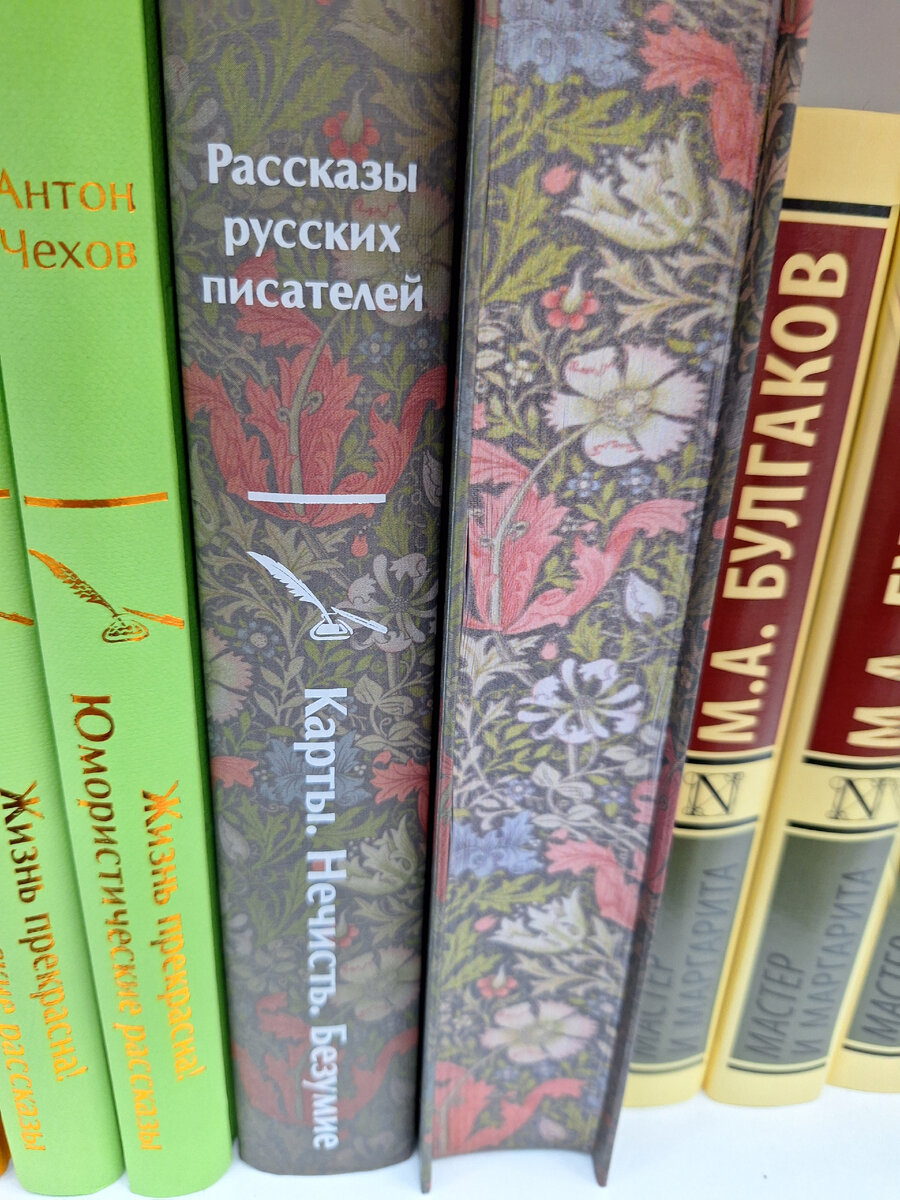 Антон
Чехов
Жизнь прекрасна!
Юмористические рассказы
Жизнь прекрасна!
рассказы
Рассказы
русских
писателей
Карты. Нечисть. Безумие
М.А. БУЛГАКОВ
N
МАСТЕР
И МАРГАРИТА
М.А.
N
МАСТЕР
И МАРГАРИТА
МАСТЕР